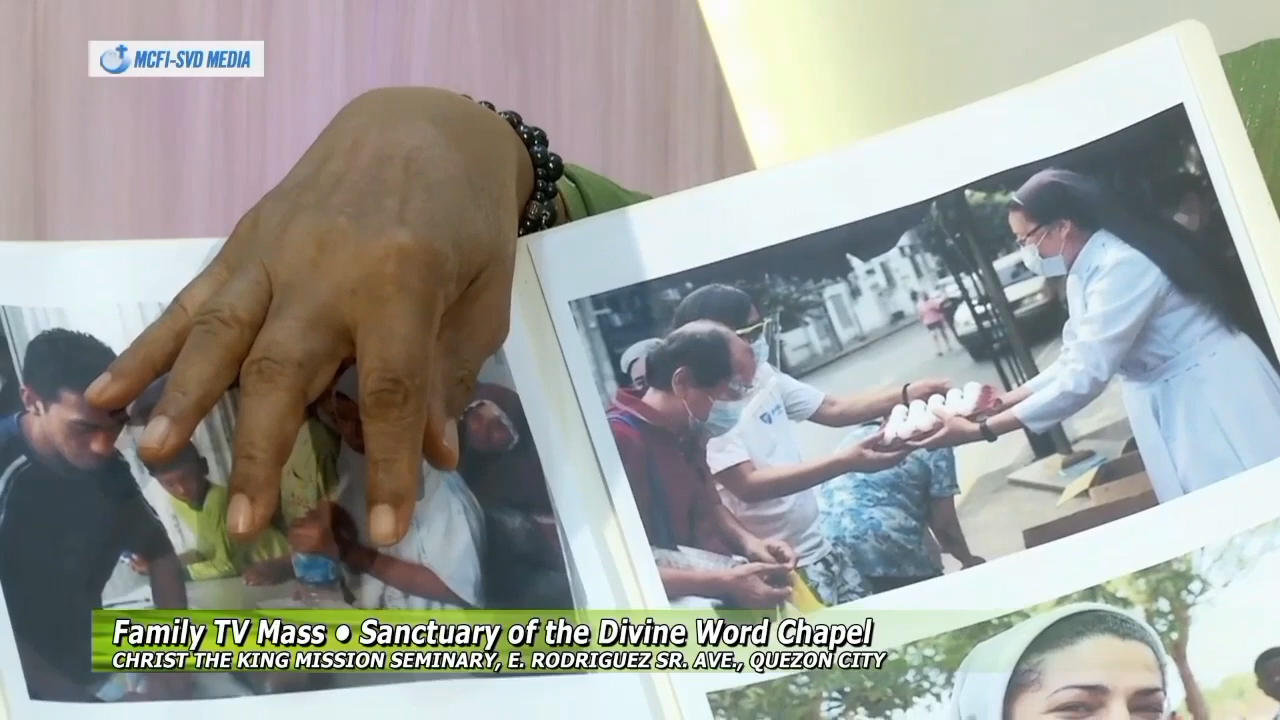 MCFI-SVD MEDIA
Family TV Mass • Sanctuary of the Divine Word Chapel
CHRIST THE KING MISSION SEMINARY, E. RODRIGUEZ SR. AVE., QUEZON CITY